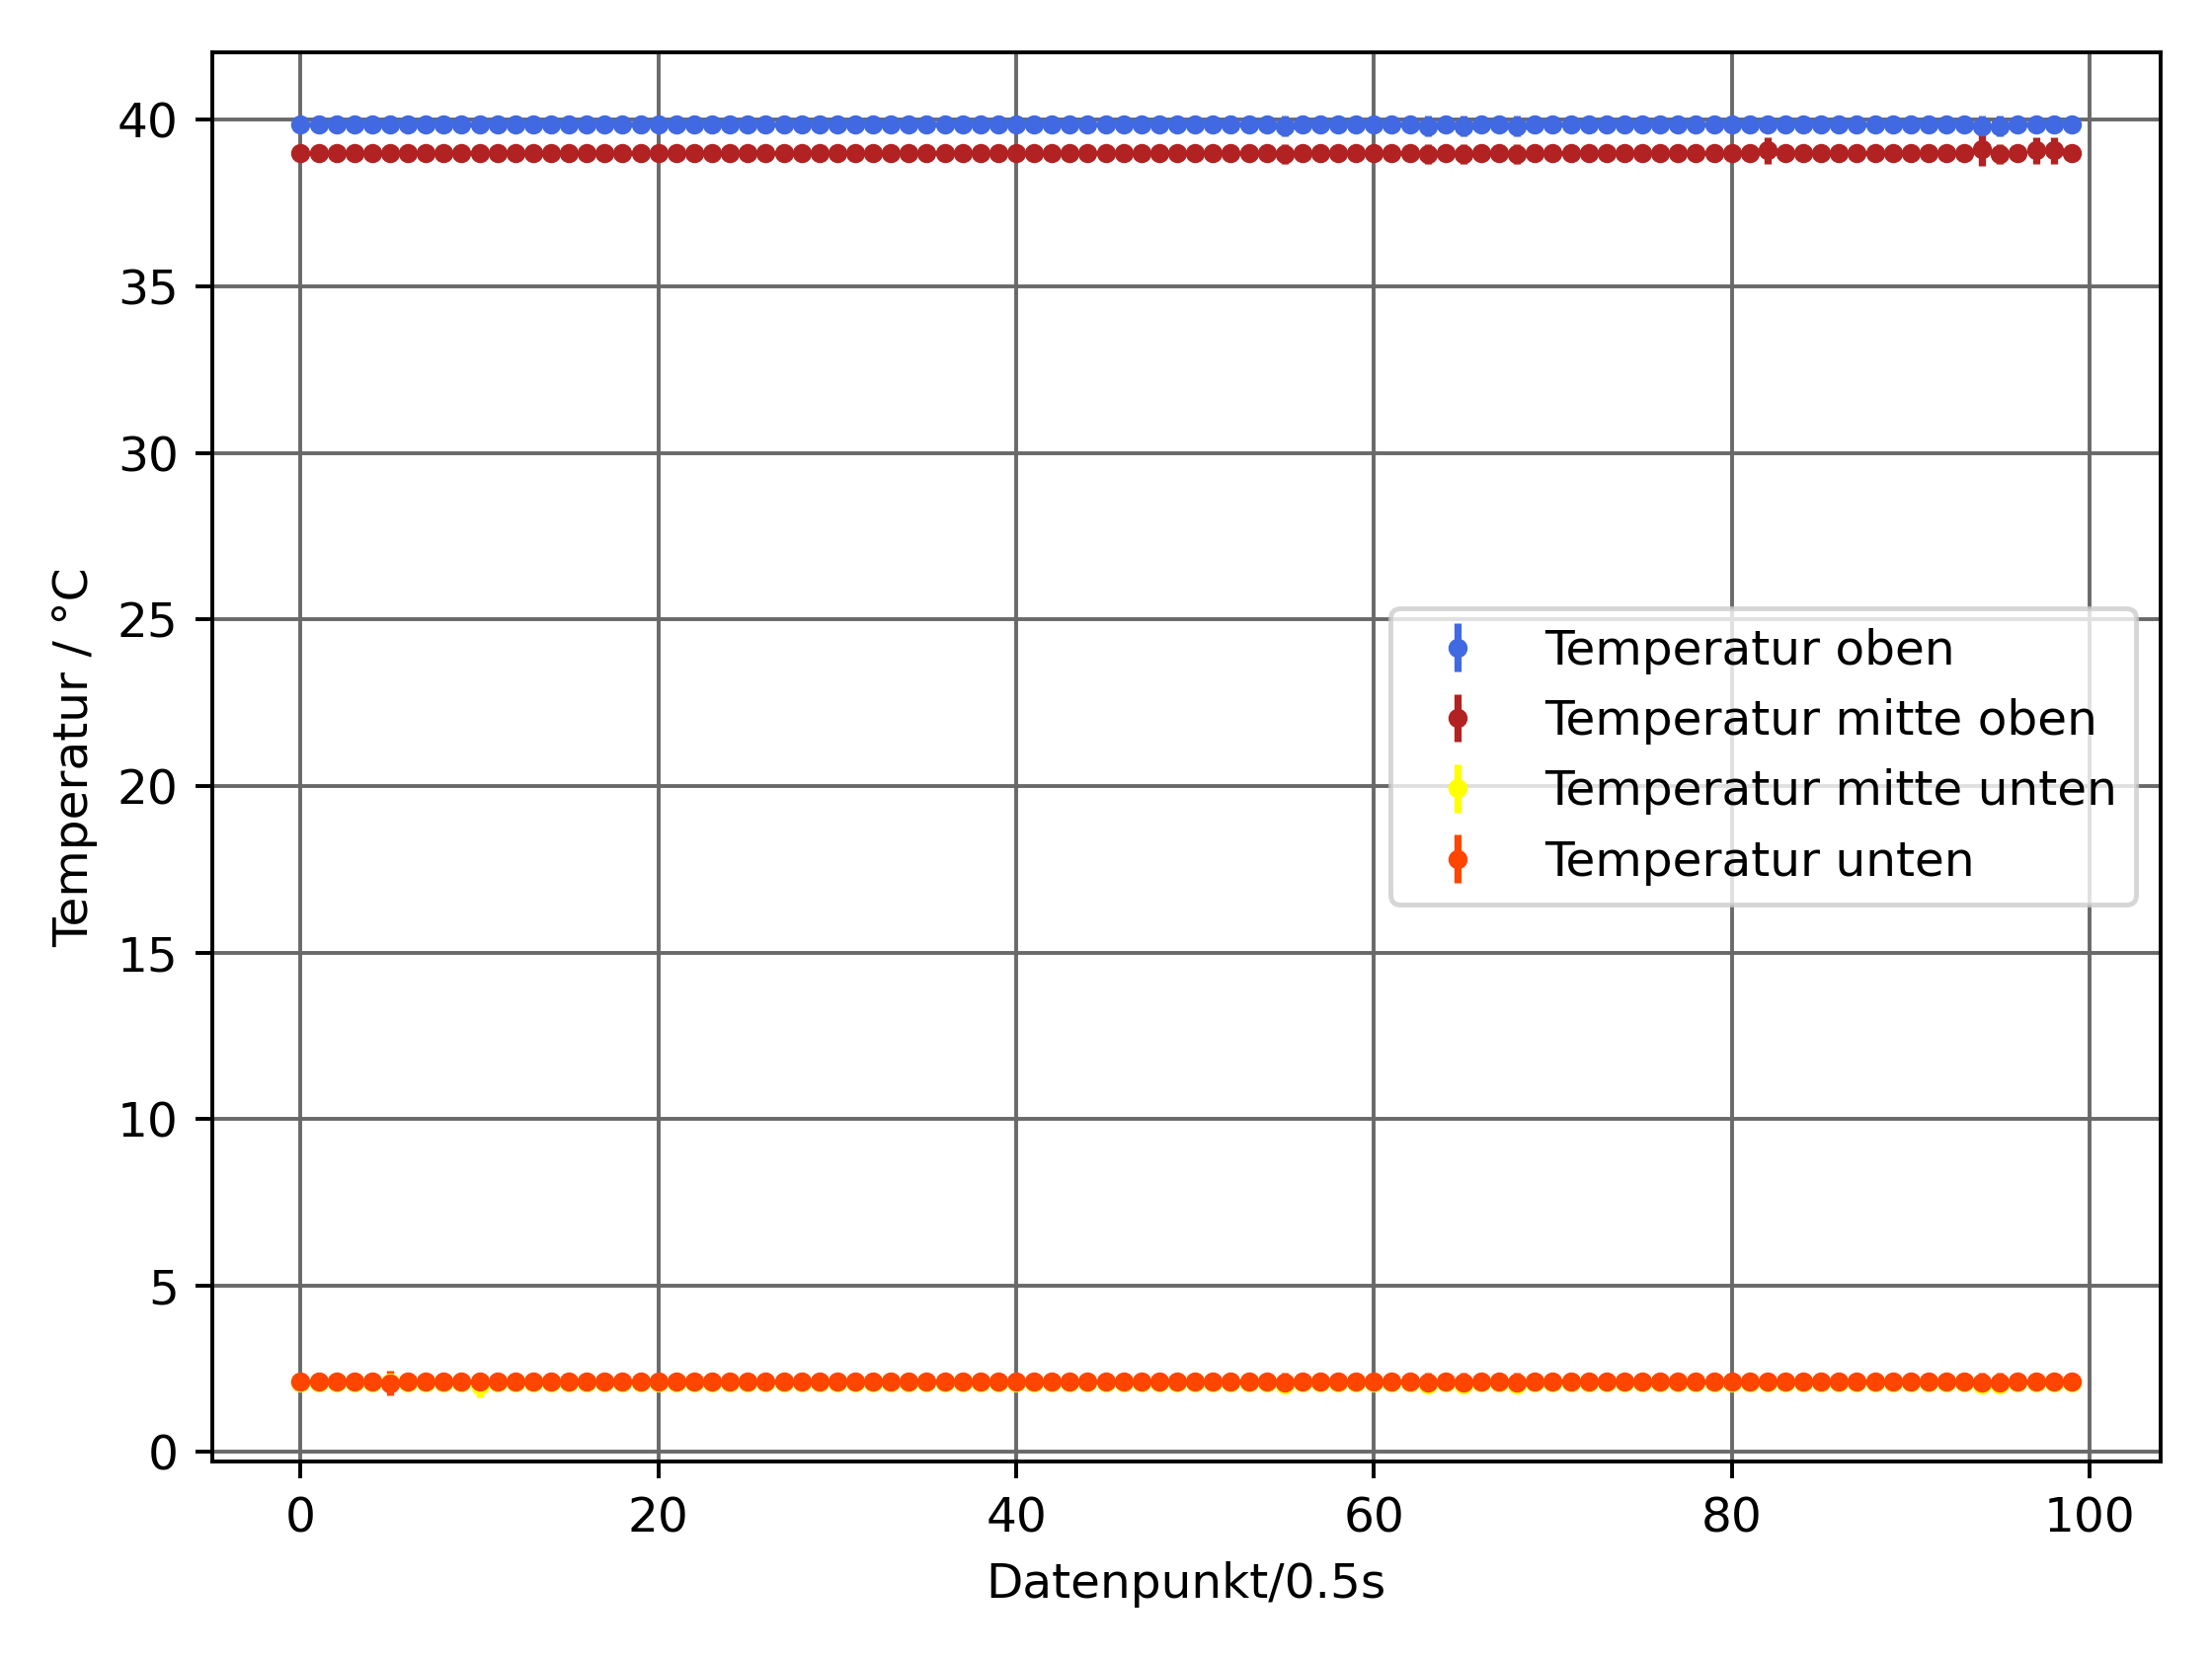 40
35
30
25
20
15
10
5
0
Temperatur / °C
Temperatur oben
Temperatur mitte oben
Temperatur mitte unten
Temperatur unten
0 20 40 60 80 100
Datenpunkt/0.5s